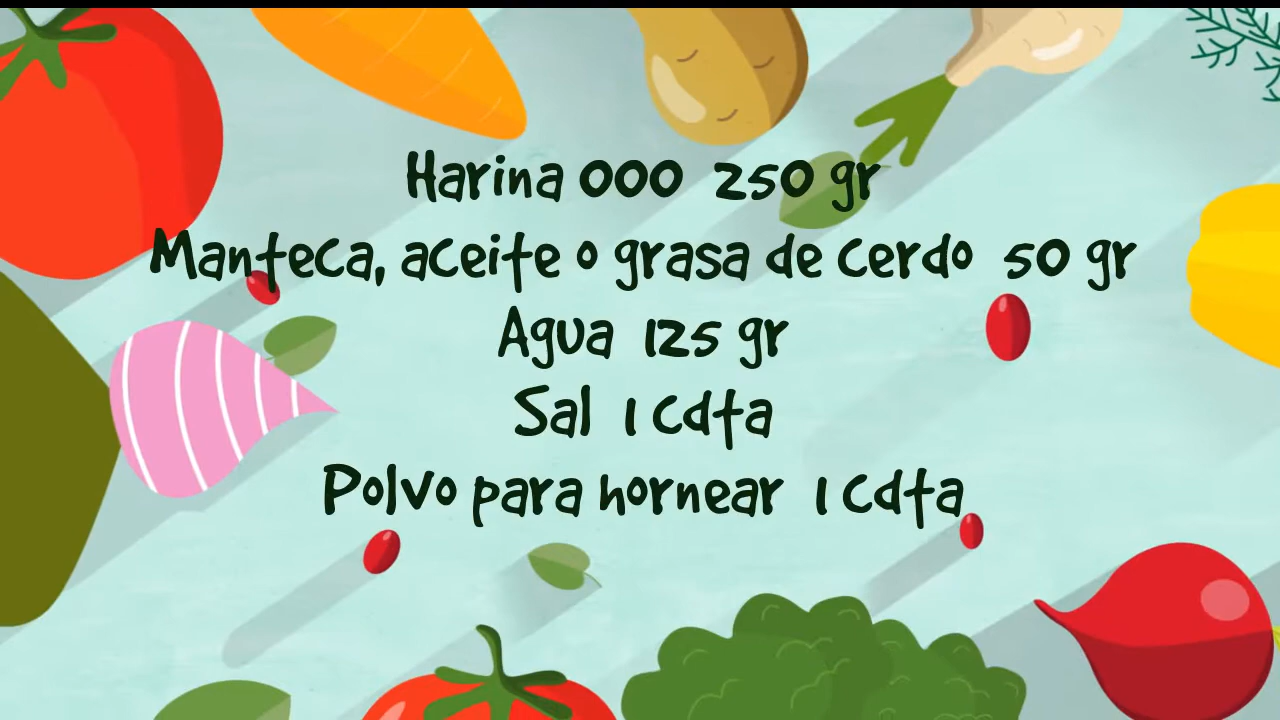 Harina 000 250 gr
Manteca, aceite o grasa de cerdo 50 gr
Agua 125 gr
Sal 1 Cdta
Polvo para hornear 1 Cdta